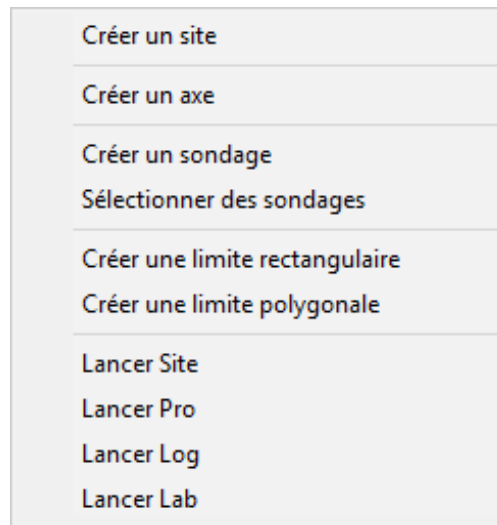 Créer un site
Créer un axe
Créer un sondage
Sélectionner des sondages
Créer une limite rectangulaire
Créer une limite polygonale
Lancer Site
Lancer Pro
Lancer Log
Lancer Lab